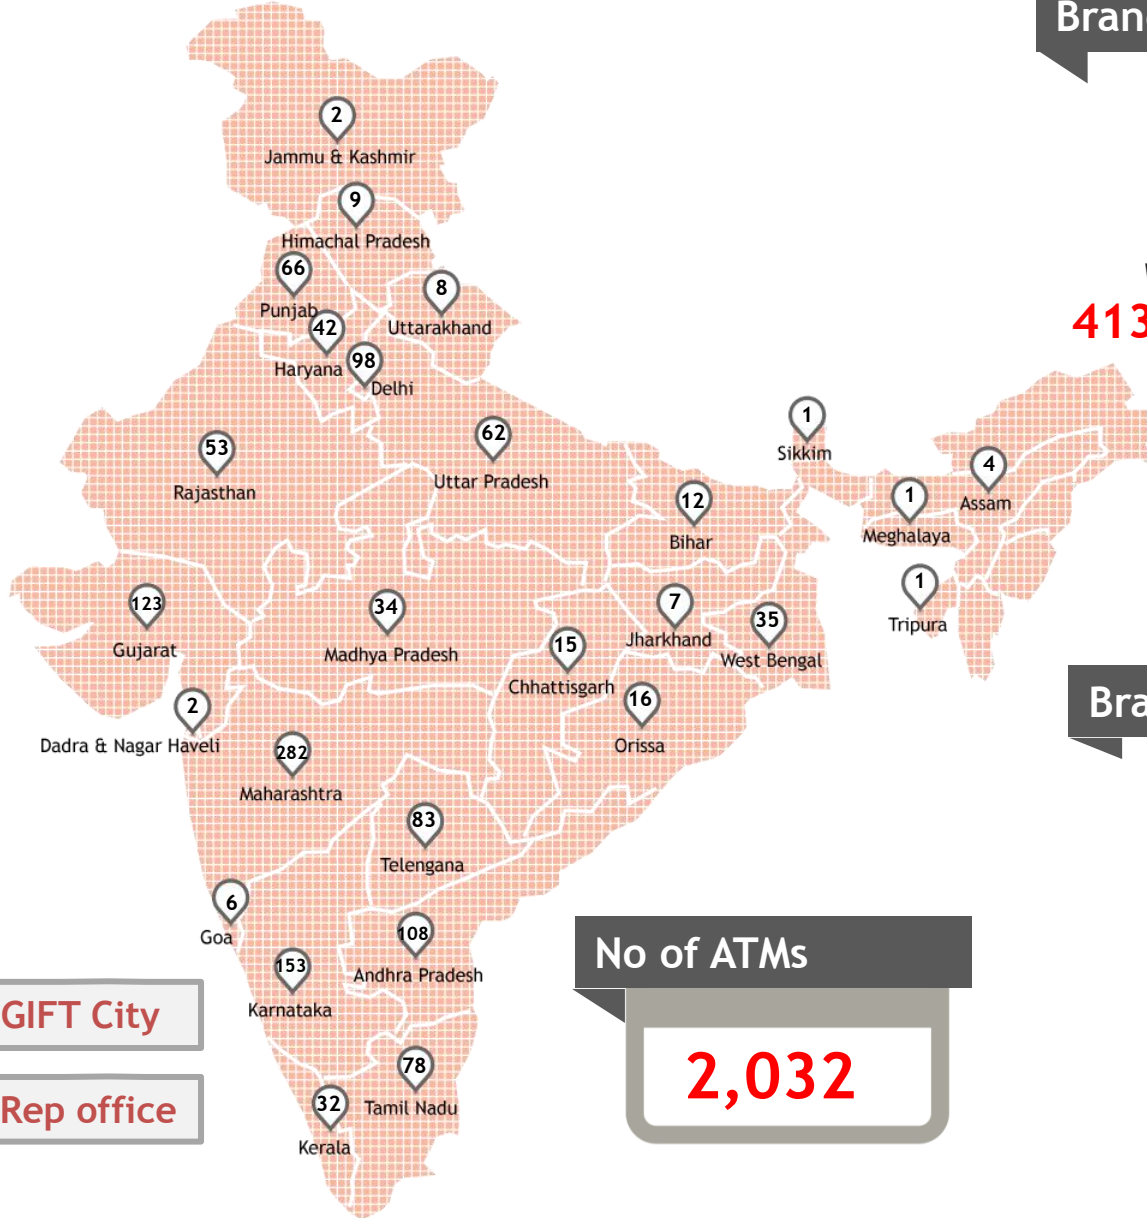 2
Jammu & Kashmir
9
Himachal Pradesh
66
Punjab
8
Uttarakhand
42
Haryana
98
Delhi
413
53
Rajasthan
62
Uttar Pradesh
1
Sikkim
4
Assam
1
Meghalaya
12
Bihar
1
Tripura
123
Gujarat
34
Madhya Pradesh
7
Jharkhand
35
West Bengal
15
Chhattisgarh
16
Orissa
2
Dadra & Nagar Haveli
282
Maharashtra
83
Telengana
6
Goa
108
Andhra Pradesh
153
Karnataka
78
Tamil Nadu
32
Kerala
GIFT City
Rep office
No of ATMs
2,032